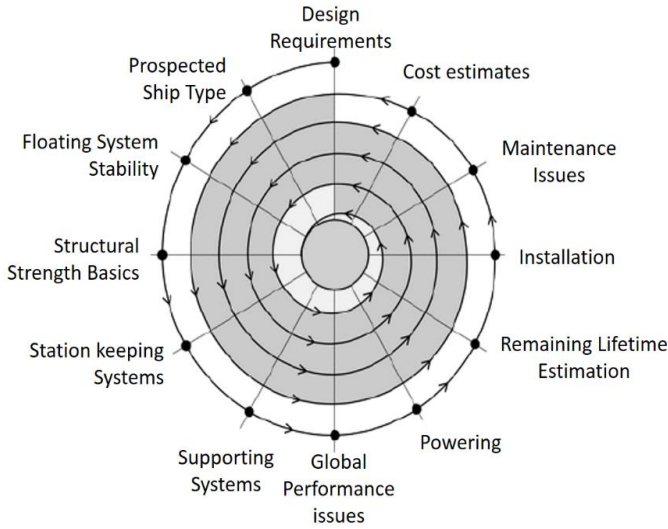 Design
Requirements
Cost estimates
Prospected
Ship Type
Maintenance
Issues
Floating System
Stability
Installation
Structural
Strength Basics
Remaining Lifetime
Estimation
Station keeping
Systems
Powering
Supporting
Systems
Global
Performance
issues